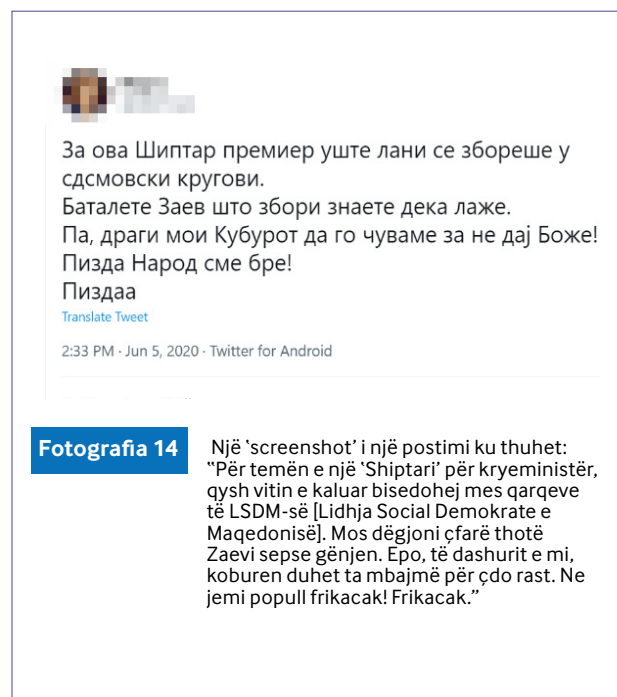 За ова Шиптар премиер уште лани се збореше у
сдсмовски кругови.
Баталете Заев што збори знаете дека лаже.
Па, драги мои Кубурот да го чуваме за не дај Боже!
Пизда Народ сме бре!
Пиздаа
Translate Tweet
2:33 PM · Jun 5, 2020 · Twitter for Android
Fotografia 14
Një ‘screenshot’ i një postimi ku thuhet:
“Për temën e një ‘Shiptari’ për kryeministër,
qysh vitin e kaluar bisedohej mes qarqeve
të LSDM-së [Lidhja Social Demokrate e
Maqedonisë]. Mos dëgjoni çfarë thotë
Zaevi sepse gënjen. Epo, të dashurit e mi,
koburen duhet ta mbajmë për çdo rast. Ne
jemi popull frikacak! Frikacak.”